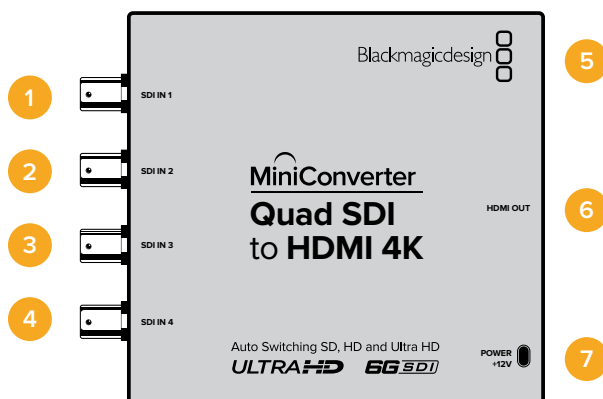 Blackmagicdesign
1
SDI IN 1
5
2
SDI IN 2
MiniConverter
Quad SDI
to HDMI 4K
HDMI OUT
6
3
SDI IN 3
4
SDI IN 4
Auto Switching SD, HD and Ultra HD
ULTRAHD 6G SDI
POWER
+12V
7